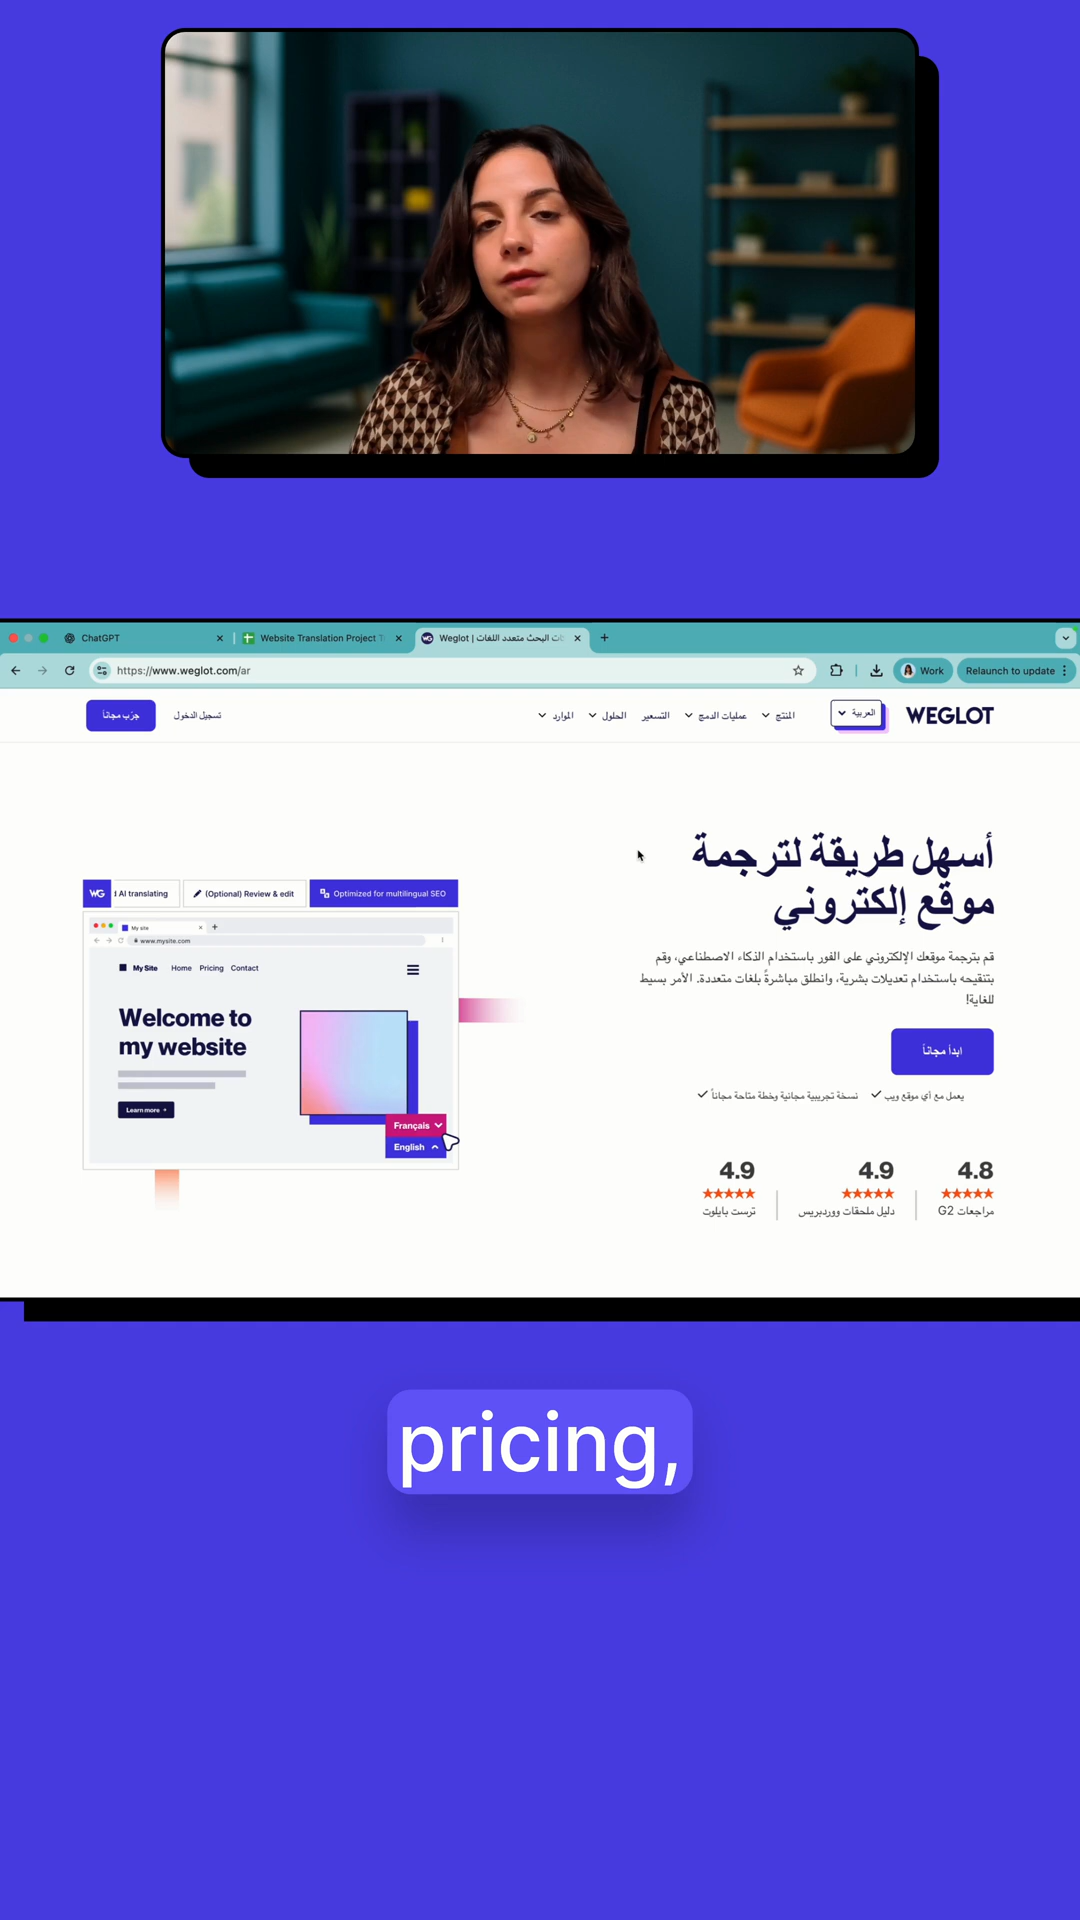 ChatGPT
Website Translation Project T
Weglot | ات البحث متعدد اللغات
https://www.weglot.com/ar
Work
Relaunch to update
WEGLOT
العربية
المنتج
عمليات الدمج
التسعير
الحلول
الموارد
تسجيل الدخول
جرّب مجاناً
أسهل طريقة لترجمة
موقع إلكتروني
قم بترجمة موقعك الإلكتروني على الفور باستخدام الذكاء الاصطناعي، وقم
بتنقيحه باستخدام تعديلات بشرية، وانطلق مباشرةً بلغات متعددة. الأمر بسيط
للغاية!
ابدأ مجاناً
يعمل مع أي موقع ويب
نسخة تجريبية مجانية وخطة متاحة مجاناً
4.8
مراجعات G2
4.9
دليل ملحقات ووردبريس
4.9
ترست بايلوت
WG
AI translating
(Optional) Review & edit
Optimized for multilingual SEO
My site
www.mysite.com
My Site
Home
Pricing
Contact
Welcome to
my website
Learn more
Français
English
pricing,